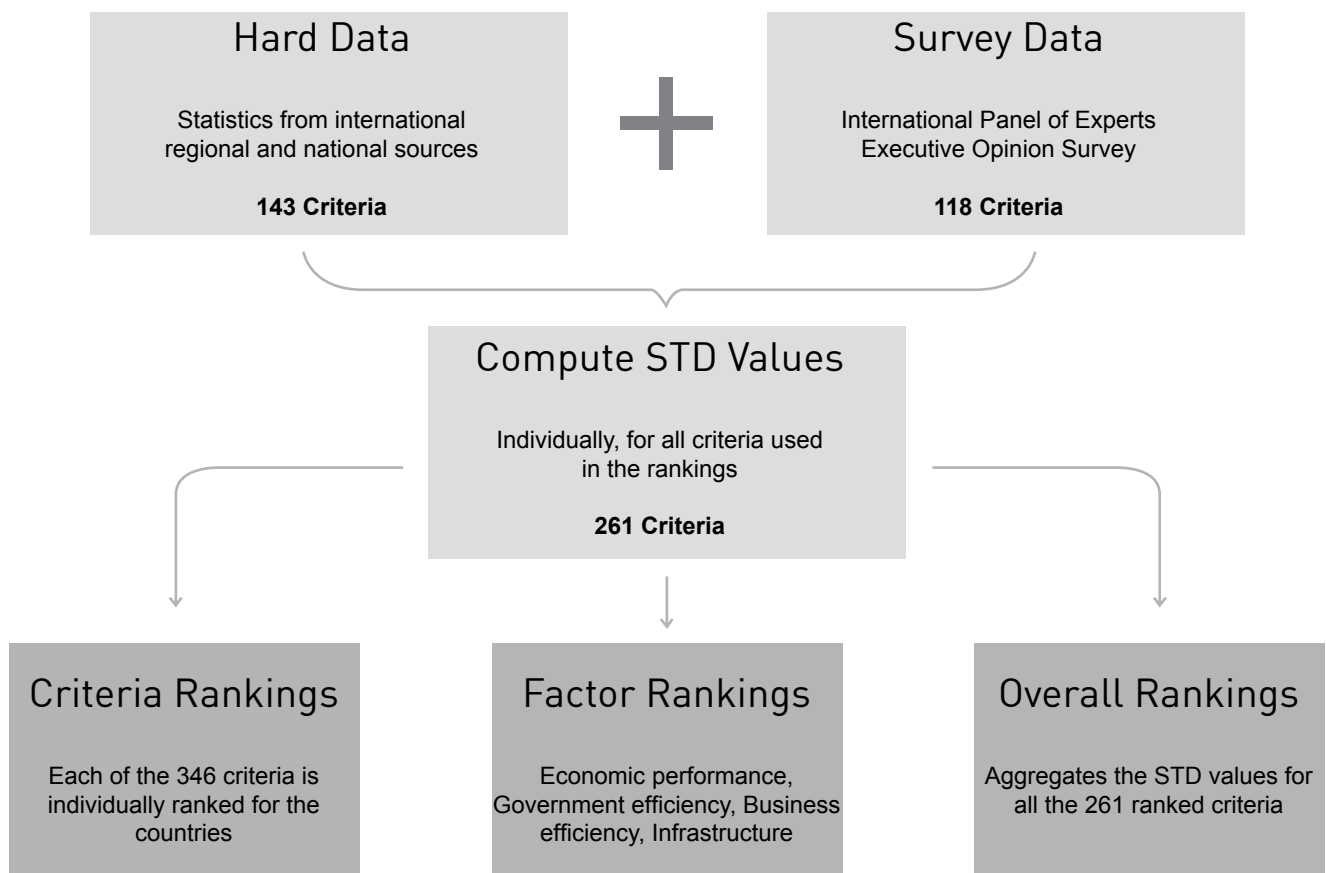 Hard Data
Statistics from international
regional and national sources
143 Criteria
Survey Data
International Panel of Experts
Executive Opinion Survey
118 Criteria
Compute STD Values
Individually, for all criteria used
in the rankings
261 Criteria
Criteria Rankings
Each of the 346 criteria is
individually ranked for the
countries
Factor Rankings
Economic performance,
Government efficiency, Business
efficiency, Infrastructure
Overall Rankings
Aggregates the STD values for
all the 261 ranked criteria